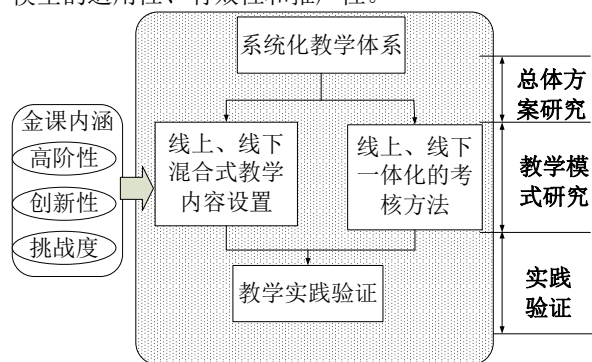 模型的适用性、有效性和推广性。
系统化教学体系
总体方
案研究
金课内涵
高阶性
创新性
挑战度
线上、线下
混合式教学
内容设置
线上、线下
一体化的考
核方法
教学模
式研究
教学实践验证
实践
验证